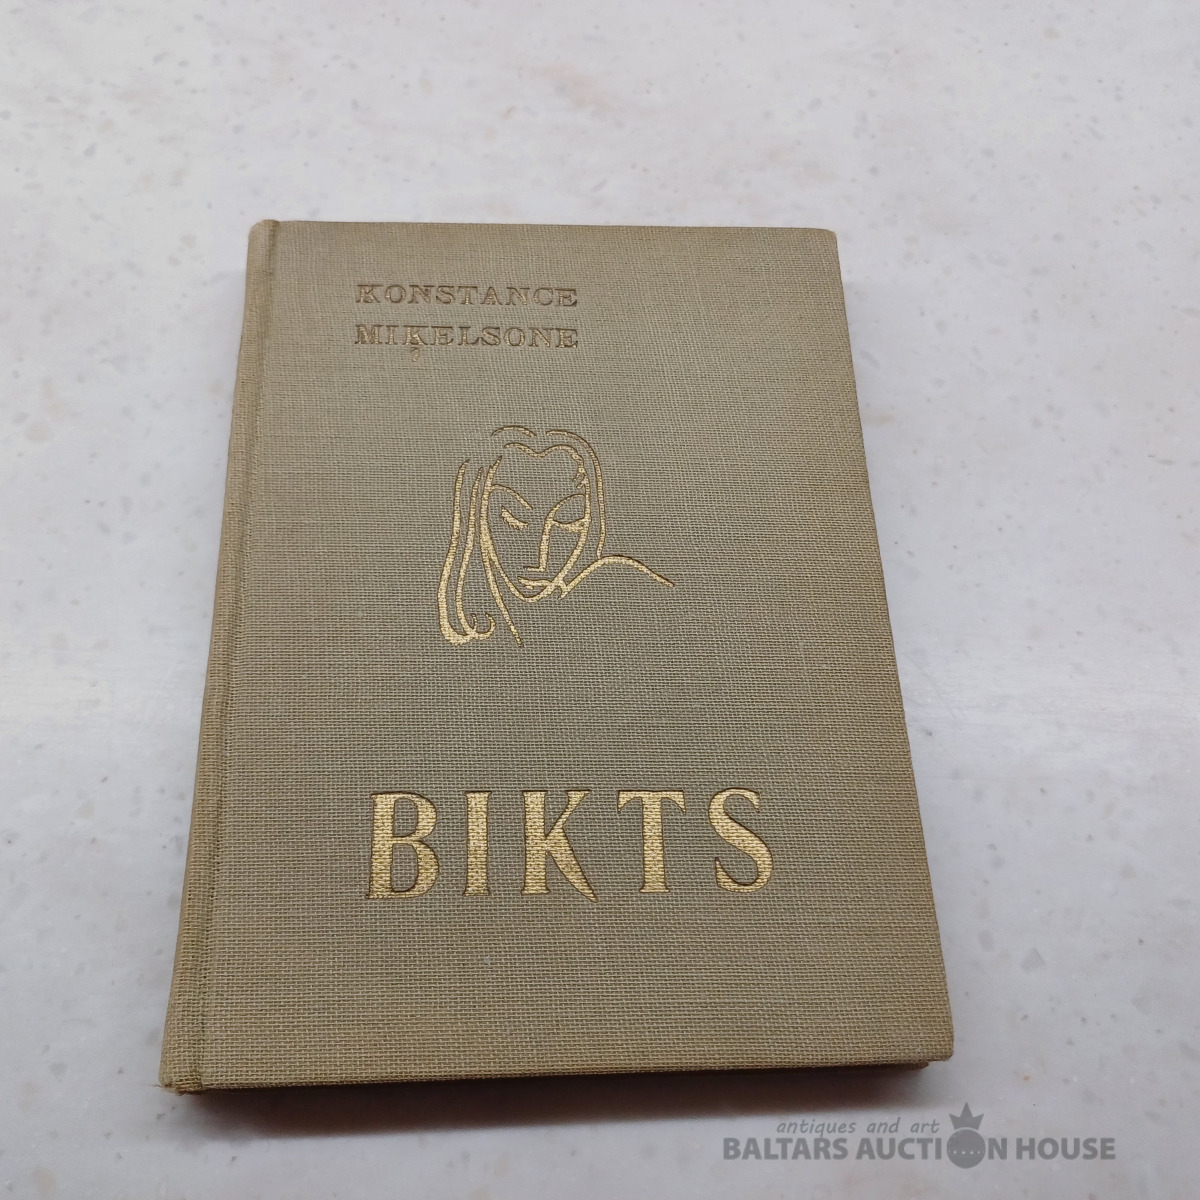 KONSTANCE
MIĶELSONE
BIKTS
antiques and art
BALTARS AUCTION HOUSE